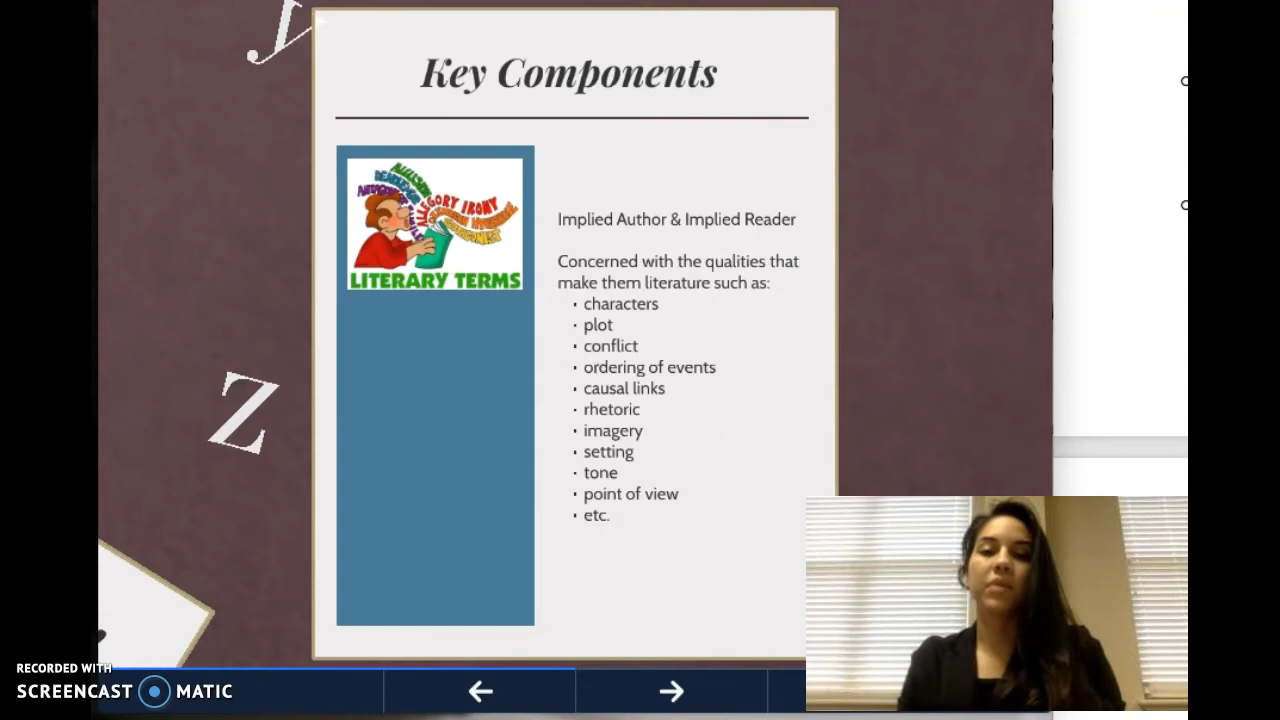 y
Key Components
ALLEGORY IRONY
LITERARY TERMS
Implied Author & Implied Reader
Concerned with the qualities that
make them literature such as:
· characters
· plot
· conflict
· ordering of events
· causal links
· rhetoric
· imagery
· setting
· tone
· point of view
· etc.
z
RECORDED WITH
SCREENCAST MATIC